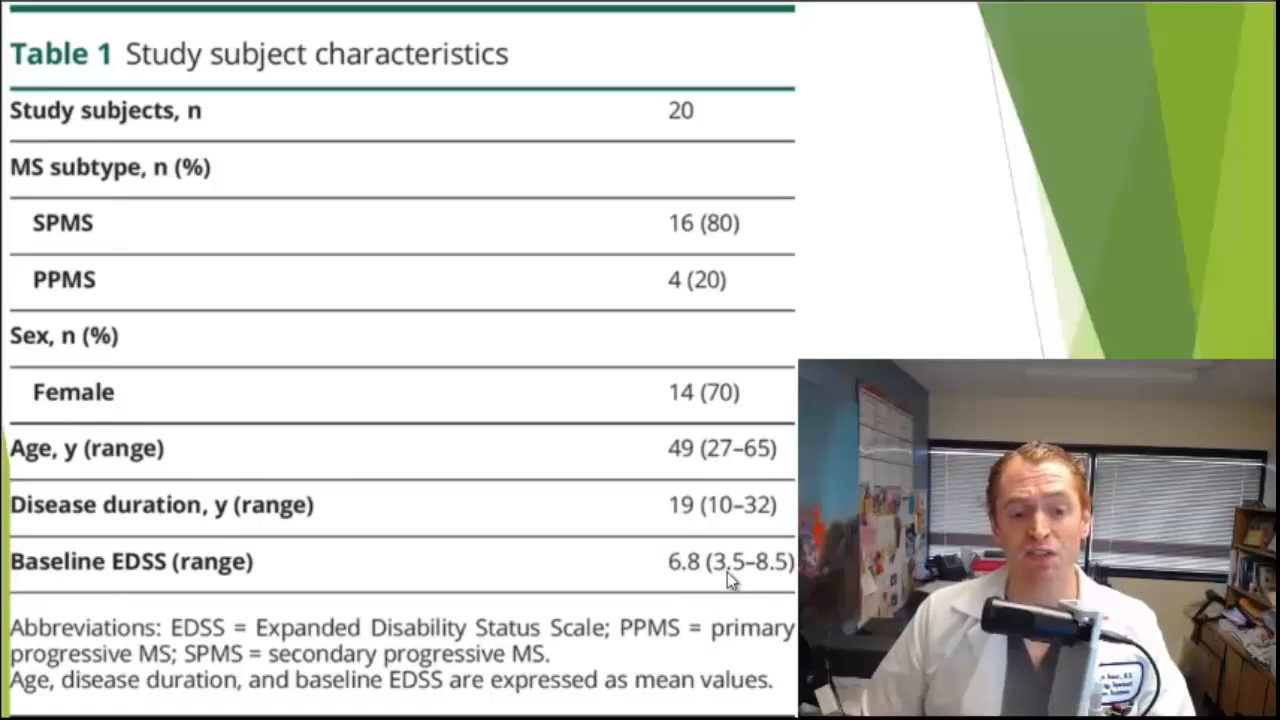 Table 1 Study subject characteristics
Study subjects, n 20
MS subtype, n (%)
SPMS 16 (80)
PPMS 4 (20)
Sex, n (%)
Female 14 (70)
Age, y (range) 49 (27–65)
Disease duration, y (range) 19 (10–32)
Baseline EDSS (range) 6.8 (3.5–8.5)
Abbreviations: EDSS = Expanded Disability Status Scale; PPMS = primary
progressive MS; SPMS = secondary progressive MS.
Age, disease duration, and baseline EDSS are expressed as mean values.